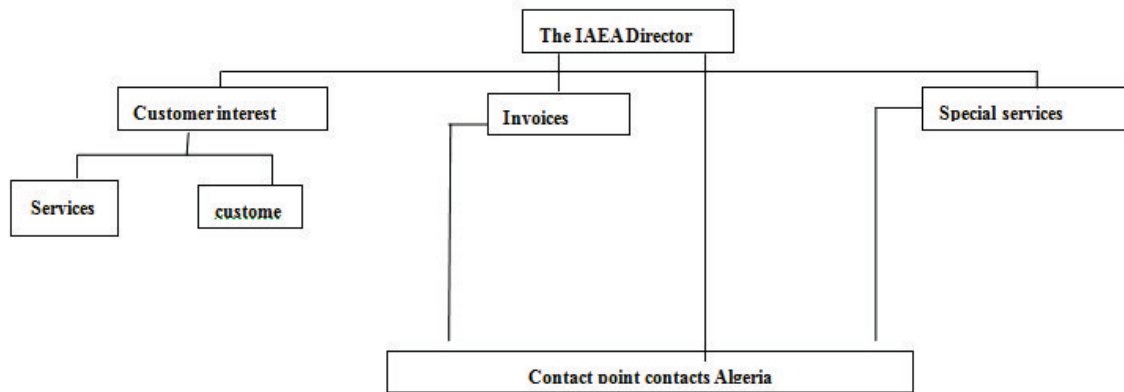 The IAEA Director
Customer interest
Invoices
Special services
Services
custome
Contact point contacts Algeria